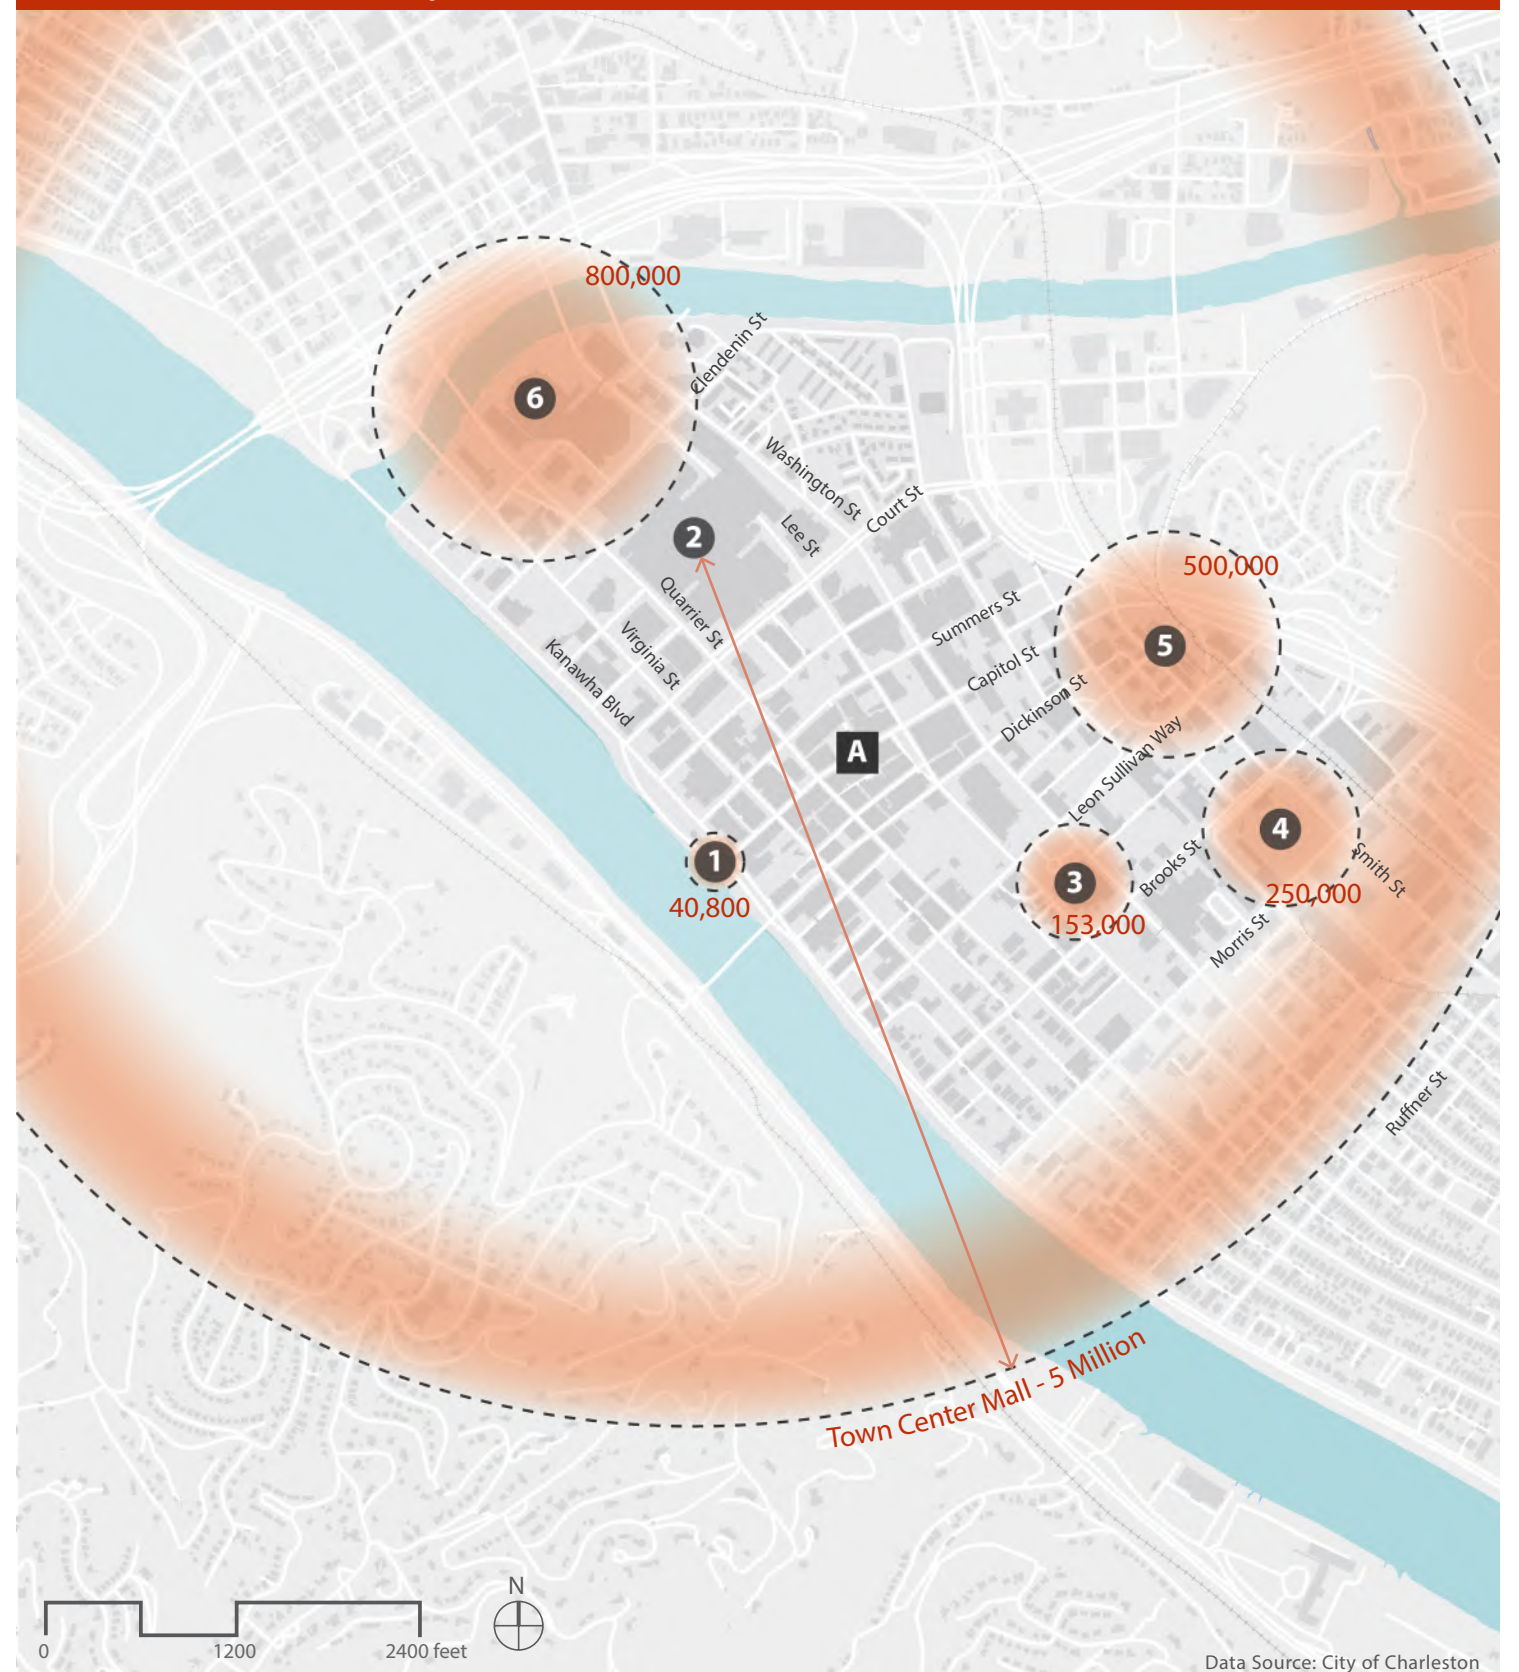 800,000
Clendenin St
6
Washington St
Court St
Lee St
2
500,000
Quarrier St
Summers St
Virginia St
5
Capitol St
Kanawha Blvd
Dickinson St
A
Leon Sullivan Way
1
4
3
Brooks St
Smith St
40,800
250,000
153,000
Morris St
Ruffner St
Town Center Mall - 5 Million
N
0
1200
2400 feet
Data Source: City of Charleston